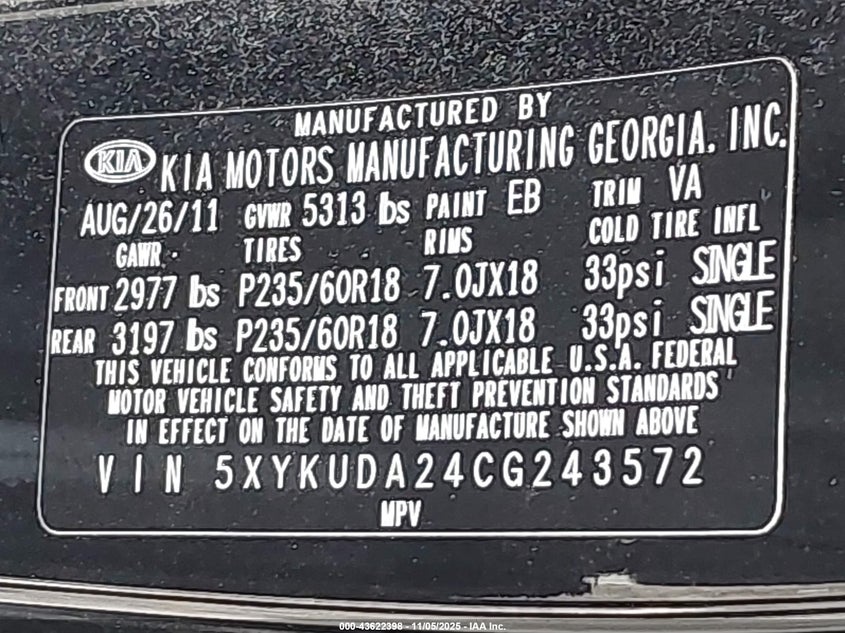 MANUFACTURED BY
KIA KIA MOTORS MANUFACTURING GEORGIA, INC.
AUG/26/11 GVWR 5313 lbs PAINT EB TRIM VA
GAWR TIRES RIMS COLD TIRE INFL
FRONT 2977 lbs P235/60R18 7.0JX18 33psi SINGLE
REAR 3197 lbs P235/60R18 7.0JX18 33psi SINGLE
THIS VEHICLE CONFORMS TO ALL APPLICABLE U.S.A. FEDERAL
MOTOR VEHICLE SAFETY AND THEFT PREVENTION STANDARDS
IN EFFECT ON THE DATE OF MANUFACTURE SHOWN ABOVE
VIN 5XYKUDA24CG243572
MPV
000-43622398 - 11/05/2025 - IAA Inc.